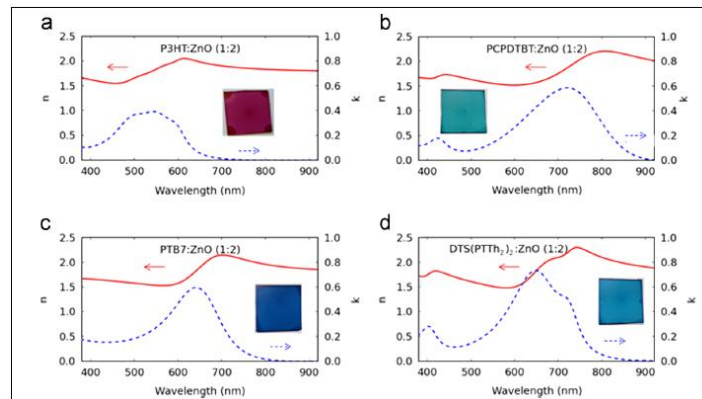 a
P3HT:ZnO (1:2)
2.5
2.0
1.5
1.0
0.5
0.0
n
1.0
0.8
0.6
0.4
0.2
0.0
k
400 500 600 700 800 900
Wavelength (nm)
b
PCPDTBT:ZnO (1:2)
2.5
2.0
1.5
1.0
0.5
0.0
n
1.0
0.8
0.6
0.4
0.2
0.0
k
400 500 600 700 800 900
Wavelength (nm)
c
PTB7:ZnO (1:2)
2.5
2.0
1.5
1.0
0.5
0.0
n
1.0
0.8
0.6
0.4
0.2
0.0
k
400 500 600 700 800 900
Wavelength (nm)
d
DTS(PTTh₂)₂:ZnO (1:2)
2.5
2.0
1.5
1.0
0.5
0.0
n
1.0
0.8
0.6
0.4
0.2
0.0
k
400 500 600 700 800 900
Wavelength (nm)